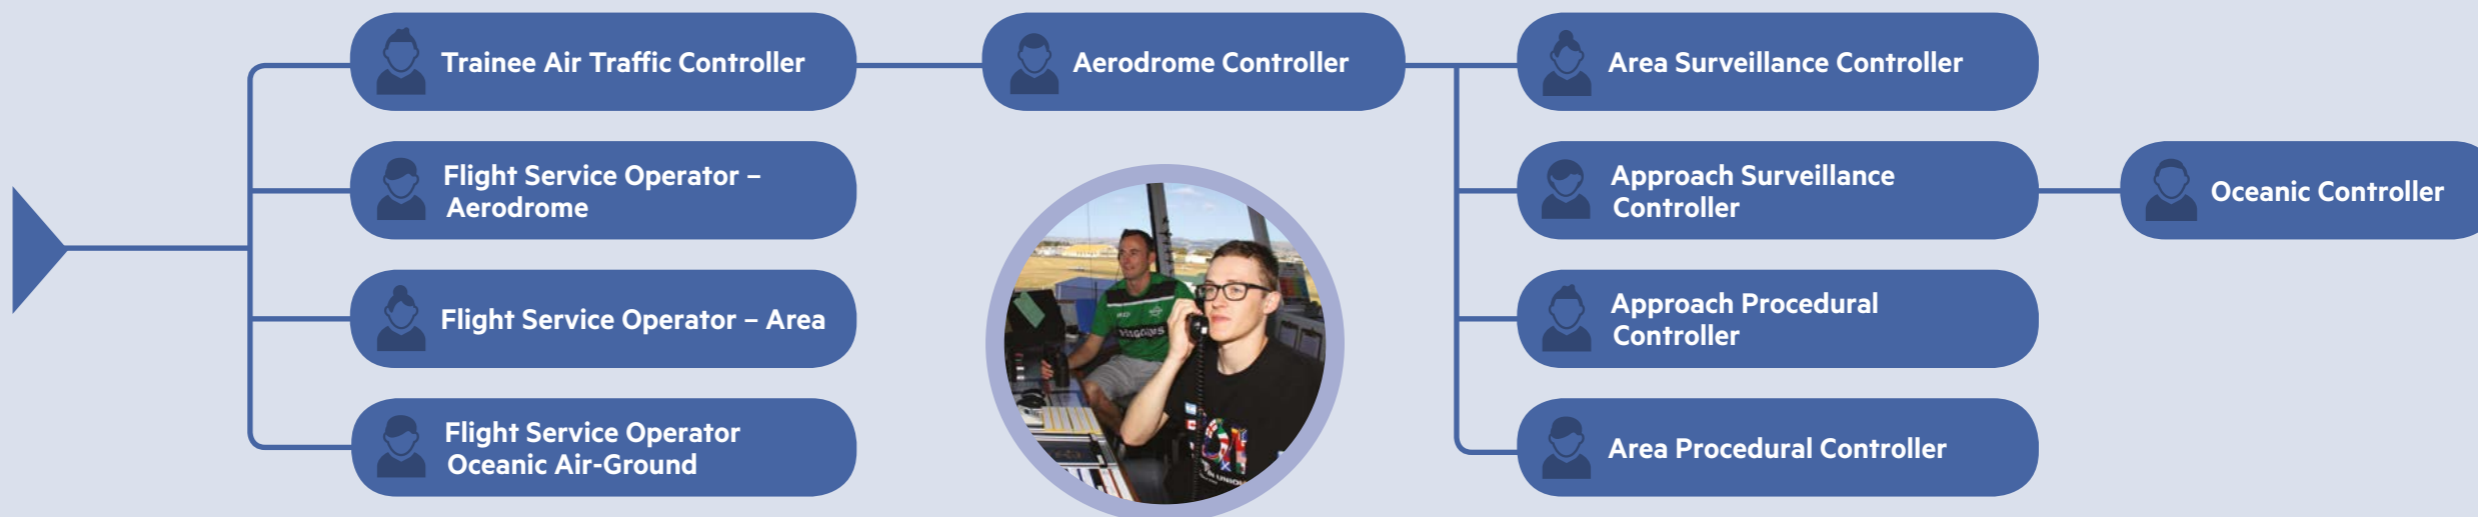 Trainee Air Traffic Controller
Aerodrome Controller
Area Surveillance Controller
Flight Service Operator –
Aerodrome
Approach Surveillance
Controller
Oceanic Controller
Flight Service Operator – Area
Approach Procedural
Controller
Flight Service Operator
Oceanic Air-Ground
Area Procedural Controller